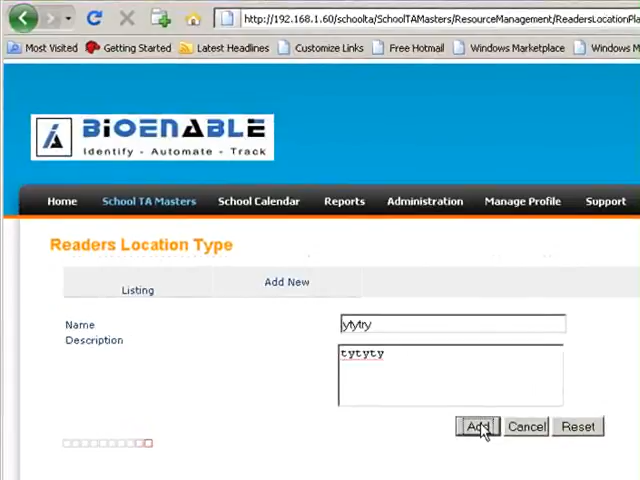 http://192.168.1.60/schoolta/SchoolTAMasters/ResourceManagement/ReadersLocationPla
Most Visited Getting Started Latest Headlines Customize Links Free Hotmail Windows Marketplace Windows M
BIOENABLE
Identify - Automate - Track
Home School TA Masters School Calendar Reports Administration Manage Profile Support
Readers Location Type
Listing Add New
Name ytytry
Description tytyty
Add Cancel Reset